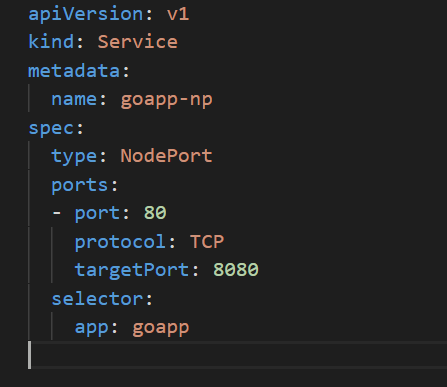 apiVersion: v1
kind: Service
metadata:
  name: goapp-np
spec:
  type: NodePort
  ports:
  - port: 80
    protocol: TCP
    targetPort: 8080
  selector:
    app: goapp